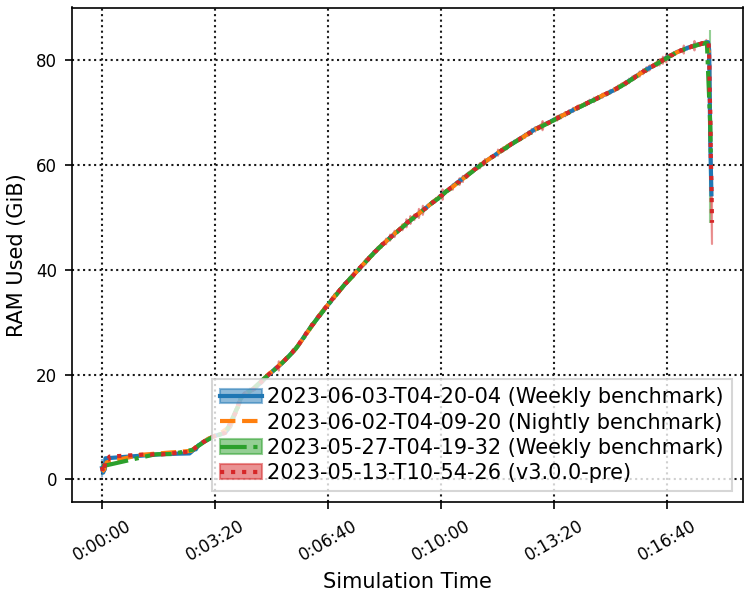 80
60
40
20
0
RAM Used (GiB)
2023-06-03-T04-20-04 (Weekly benchmark)
2023-06-02-T04-09-20 (Nightly benchmark)
2023-05-27-T04-19-32 (Weekly benchmark)
2023-05-13-T10-54-26 (v3.0.0-pre)
0:00:00
0:03:20
0:06:40
0:10:00
0:13:20
0:16:40
Simulation Time